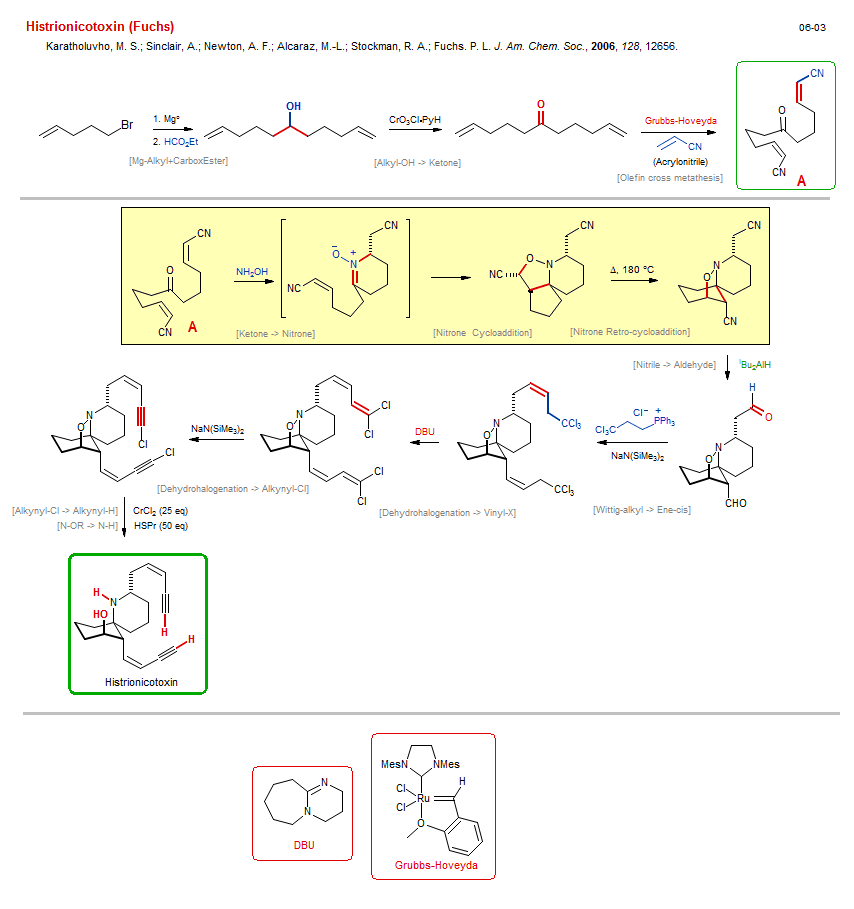 Histrionicotoxin (Fuchs)
06-03
Karatholuvho, M. S.; Sinclair, A.; Newton, A. F.; Alcaraz, M.-L.; Stockman, R. A.; Fuchs. P. L. J. Am. Chem. Soc., 2006, 128, 12656.
Br
1. Mg°
2. HCO2Et
[Mg-Alkyl+CarboxEster]
OH
CrO3Cl•PyH
[Alkyl-OH -> Ketone]
O
Grubbs-Hoveyda
CN
(Acrylonitrile)
[Olefin cross metathesis]
CN
O
CN
A
CN
O
CN
A
NH2OH
[Ketone -> Nitrone]
CN
− +
O N
NC
[Nitrone Cycloaddition]
CN
O N
NC
Δ, 180 °C
[Nitrone Retro-cycloaddition]
CN
N
O
CN
[Nitrile -> Aldehyde]
iBu2AlH
H
O
N
O
CHO
Cl− +
PPh3
Cl3C
NaN(SiMe3)2
[Wittig-alkyl -> Ene-cis]
CCl3
N
O
CCl3
DBU
[Dehydrohalogenation -> Vinyl-X]
Cl
Cl
N
O
Cl
Cl
NaN(SiMe3)2
[Dehydrohalogenation -> Alkynyl-Cl]
N
O
Cl
Cl
[Alkynyl-Cl -> Alkynyl-H]
CrCl2 (25 eq)
[N-OR -> N-H]
HSPr (50 eq)
H
N
HO
H
H
Histrionicotoxin
N
N
DBU
MesN
NMes
Cl
H
Ru
Cl
O
Grubbs-Hoveyda